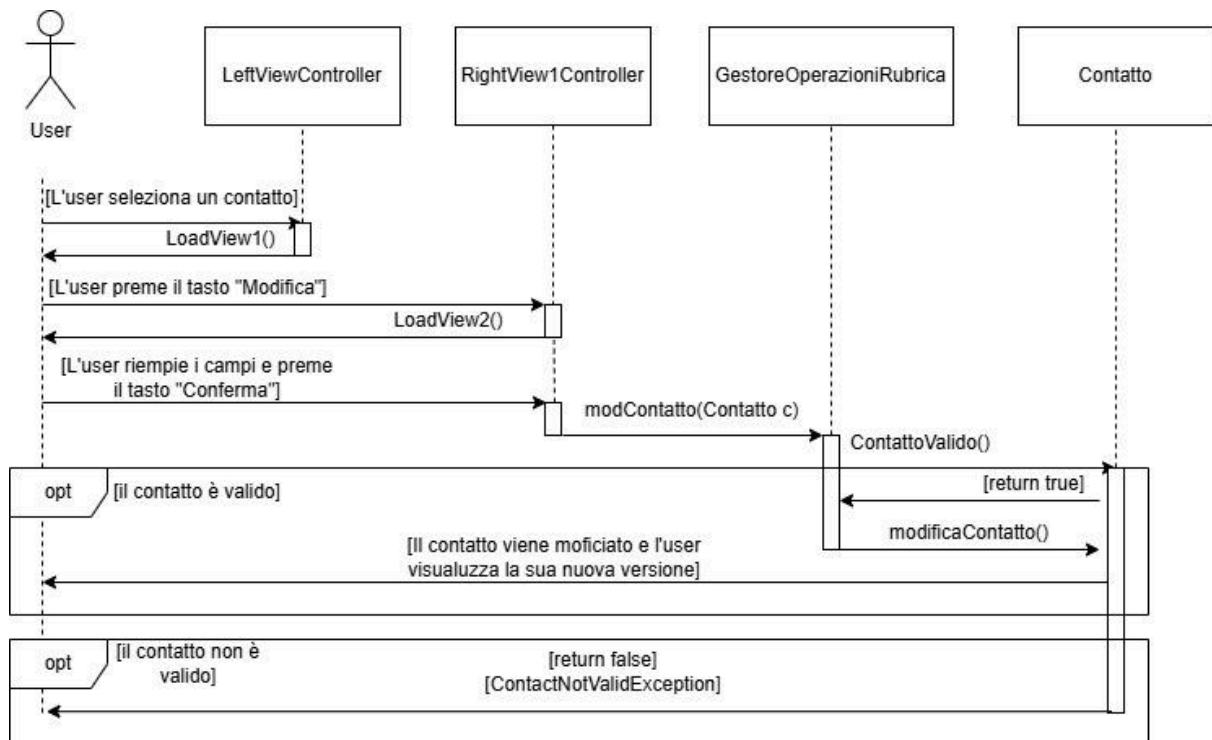 LeftViewController
RightView1Controller
GestoreOperazioniRubrica
Contatto
User
[L'user seleziona un contatto]
LoadView1()
[L'user preme il tasto "Modifica"]
LoadView2()
[L'user riempie i campi e preme
il tasto "Conferma"]
modContatto(Contatto c)
ContattoValido()
opt
[il contatto è valido]
[return true]
modificaContatto()
[Il contatto viene moficiato e l'user
visualuzza la sua nuova versione]
opt
[il contatto non è
valido]
[return false]
[ContactNotValidException]